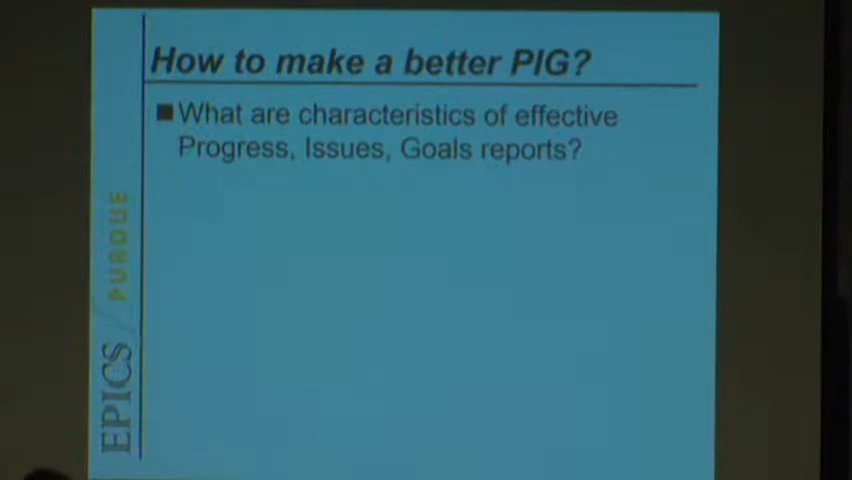 How to make a better PIG?
■ What are characteristics of effective
Progress, Issues, Goals reports?
EPICS / PURDUE